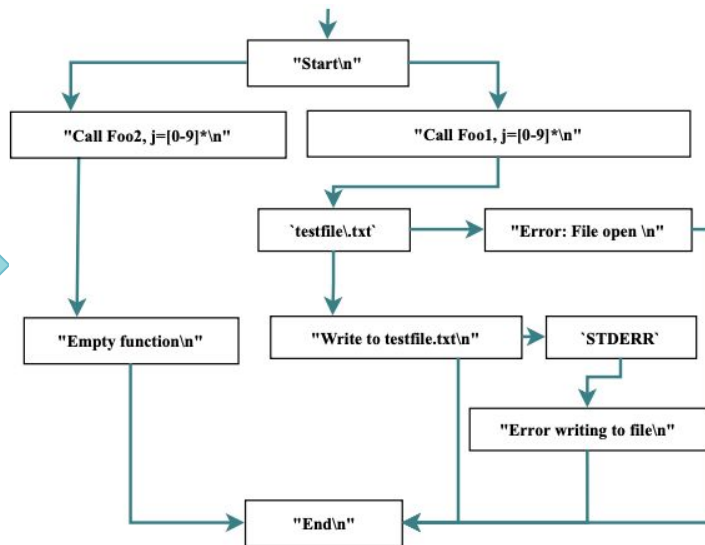 "Start\n"
"Call Foo2, j=[0-9]*\n"
"Call Foo1, j=[0-9]*\n"
`testfile\.txt`
"Error: File open \n"
"Empty function\n"
"Write to testfile.txt\n"
`STDERR`
"Error writing to file\n"
"End\n"